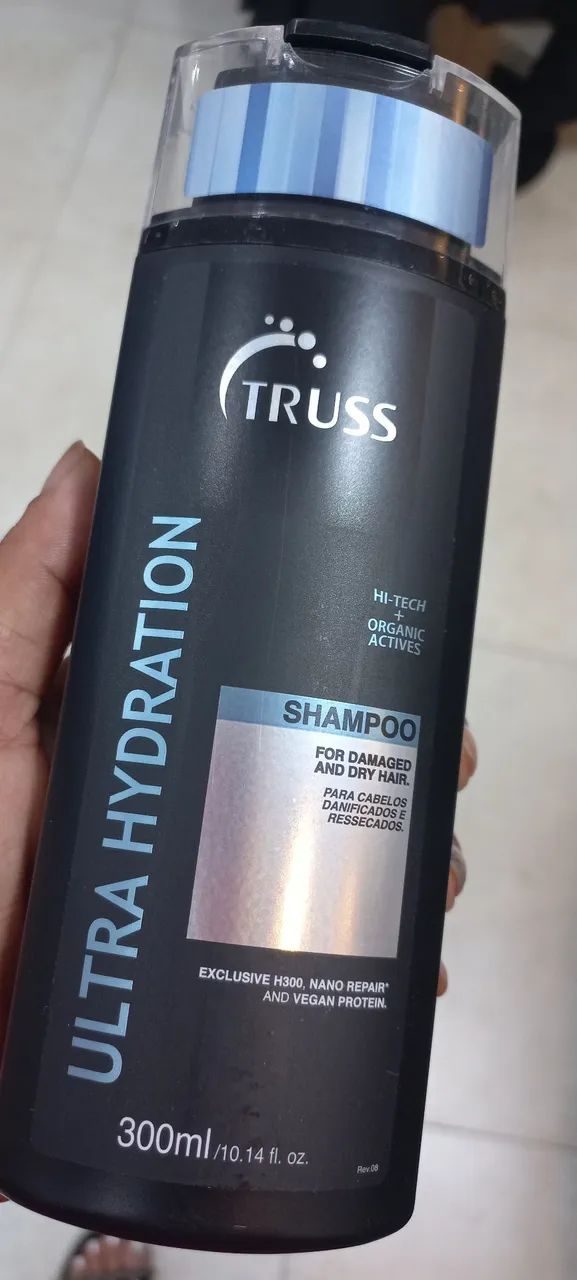 TRUSS
ULTRA HYDRATION
HI-TECH
+
ORGANIC
ACTIVES
SHAMPOO
FOR DAMAGED
AND DRY HAIR.
PARA CABELOS
DANIFICADOS E
RESSECADOS.
EXCLUSIVE H300, NANO REPAIR*
AND VEGAN PROTEIN.
300ml/10.14 fl. oz.
Rev.08